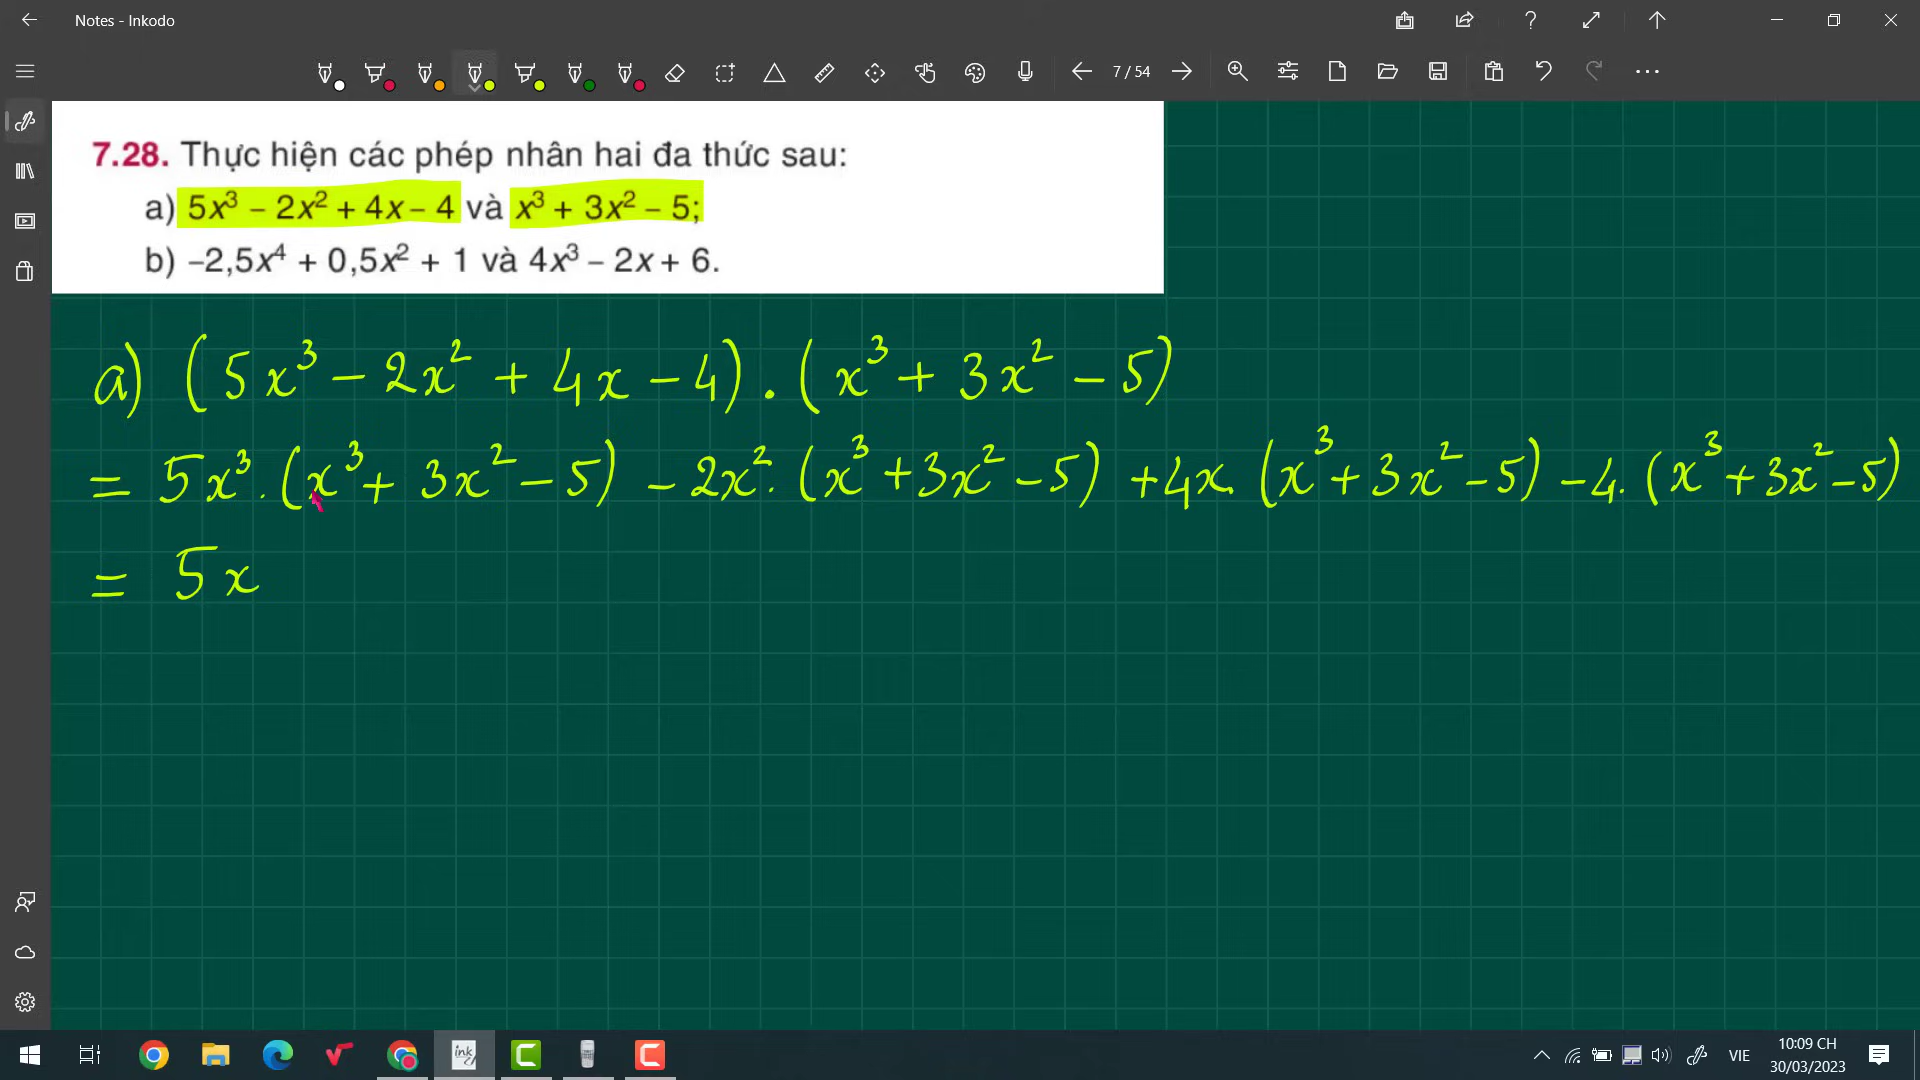 Notes - Inkodo
7 / 54
7.28. Thực hiện các phép nhân hai đa thức sau:
a) 5x³ – 2x² + 4x – 4 và x³ + 3x² – 5;
b) –2,5x⁴ + 0,5x² + 1 và 4x³ – 2x + 6.
a) (5x³ – 2x² + 4x – 4) . (x³ + 3x² – 5)
= 5x³ . (x³ + 3x² – 5) – 2x² . (x³ + 3x² – 5) + 4x . (x³ + 3x² – 5) – 4 . (x³ + 3x² – 5)
= 5x
ink
VIE
10:09 CH
30/03/2023